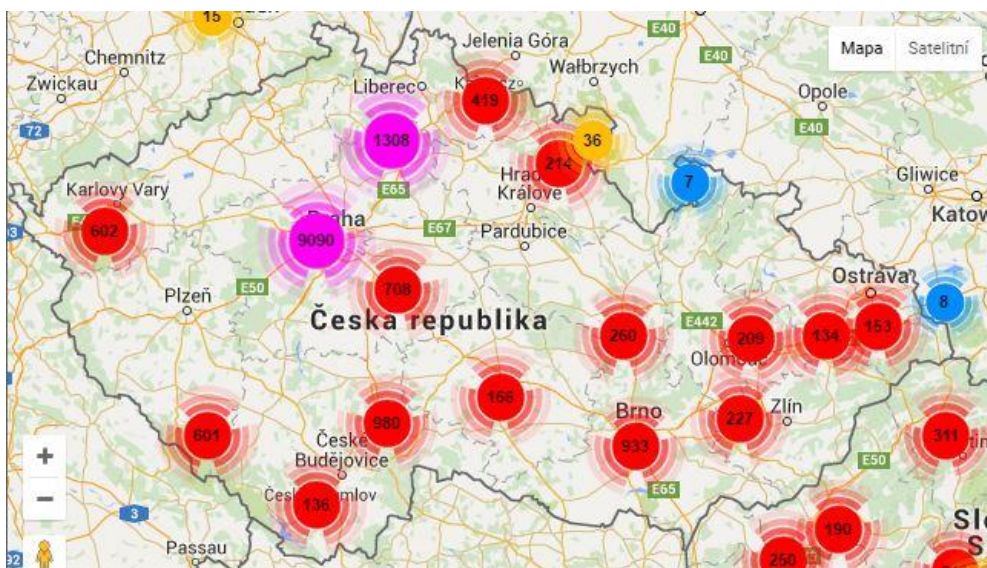 15
Jelenia Góra
E40
E40
Mapa
Satelitní
Chemnitz
Zwickau
Liberec
Wałbrzych
Opole
E40
72
419
1308
36
214
7
Gliwice
Karlovy Vary
E65
Králove
Katow
602
9090
E67
Pardubice
Ostrava
E50
Plzeň
708
8
Česka republika
260
E442
209
134
153
Olomouc
601
980
168
Brno
227
Zlín
311
České
Budějovice
933
E50
E65
136
3
190
Passau
250
92